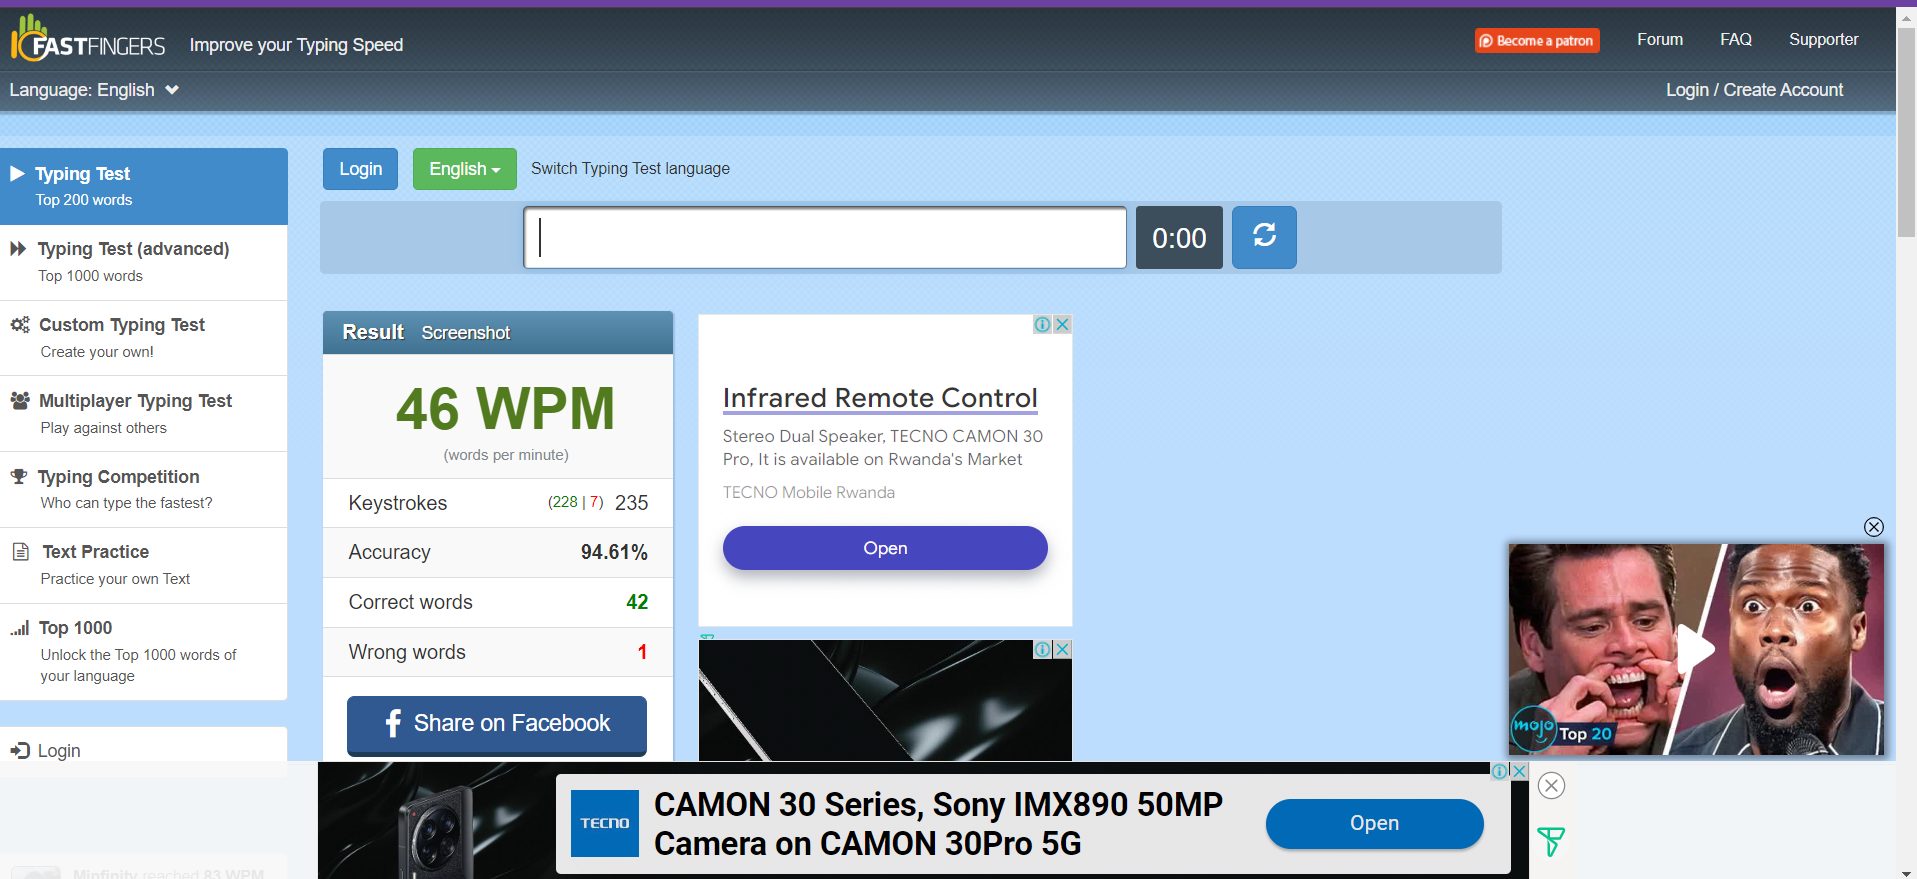 FASTFINGERS
Improve your Typing Speed
Become a patron
Forum
FAQ
Supporter
Language: English
Login / Create Account
Typing Test
Top 200 words
Typing Test (advanced)
Top 1000 words
Custom Typing Test
Create your own!
Multiplayer Typing Test
Play against others
Typing Competition
Who can type the fastest?
Text Practice
Practice your own Text
Top 1000
Unlock the Top 1000 words of
your language
Login
Minfinity reached 83 WPM
Login
English
Switch Typing Test language
0:00
Result Screenshot
46 WPM
(words per minute)
Keystrokes (228 | 7) 235
Accuracy 94.61%
Correct words 42
Wrong words 1
Share on Facebook
Infrared Remote Control
Stereo Dual Speaker, TECNO CAMON 30
Pro, It is available on Rwanda's Market
TECNO Mobile Rwanda
Open
mojo
Top 20
TECNO
CAMON 30 Series, Sony IMX890 50MP
Camera on CAMON 30Pro 5G
Open